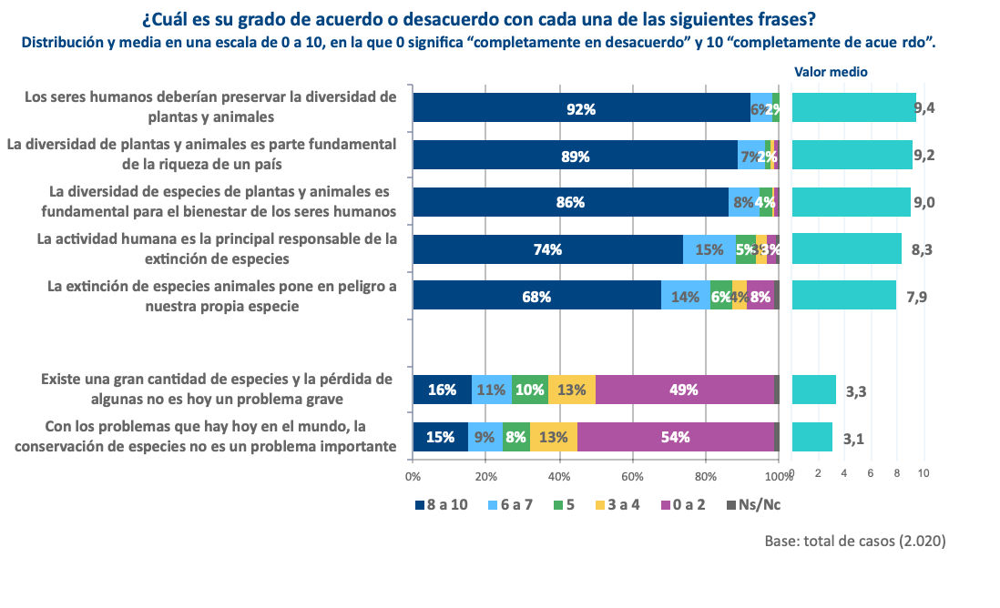 ¿Cuál es su grado de acuerdo o desacuerdo con cada una de las siguientes frases?
Distribución y media en una escala de 0 a 10, en la que 0 significa “completamente en desacuerdo” y 10 “completamente de acue rdo”.
Valor medio
Los seres humanos deberían preservar la diversidad de
plantas y animales
92% 6% 2% 9,4
La diversidad de plantas y animales es parte fundamental
de la riqueza de un país
89% 7% 2% 9,2
La diversidad de especies de plantas y animales es
fundamental para el bienestar de los seres humanos
86% 8% 4% 9,0
La actividad humana es la principal responsable de la
extinción de especies
74% 15% 5% 3% 3% 8,3
La extinción de especies animales pone en peligro a
nuestra propia especie
68% 14% 6% 4% 8% 7,9
Existe una gran cantidad de especies y la pérdida de
algunas no es hoy un problema grave
16% 11% 10% 13% 49% 3,3
Con los problemas que hay hoy en el mundo, la
conservación de especies no es un problema importante
15% 9% 8% 13% 54% 3,1
0% 20% 40% 60% 80% 100% 0 2 4 6 8 10
8 a 10 6 a 7 5 3 a 4 0 a 2 Ns/Nc
Base: total de casos (2.020)